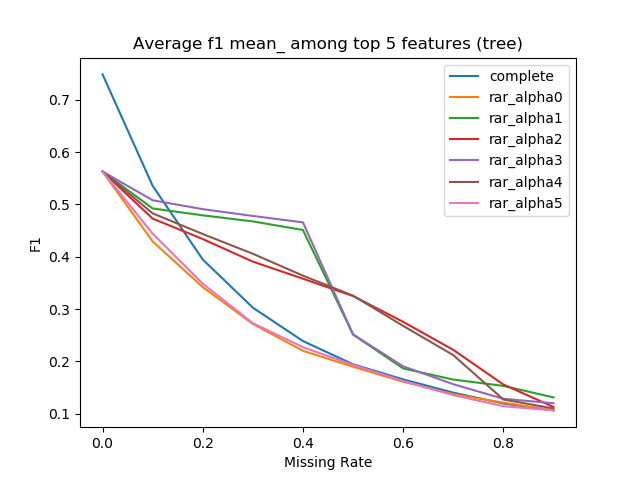 Average f1 mean_ among top 5 features (tree)
complete
rar_alpha0
rar_alpha1
rar_alpha2
rar_alpha3
rar_alpha4
rar_alpha5
F1
0.7
0.6
0.5
0.4
0.3
0.2
0.1
0.0
0.2
0.4
0.6
0.8
Missing Rate